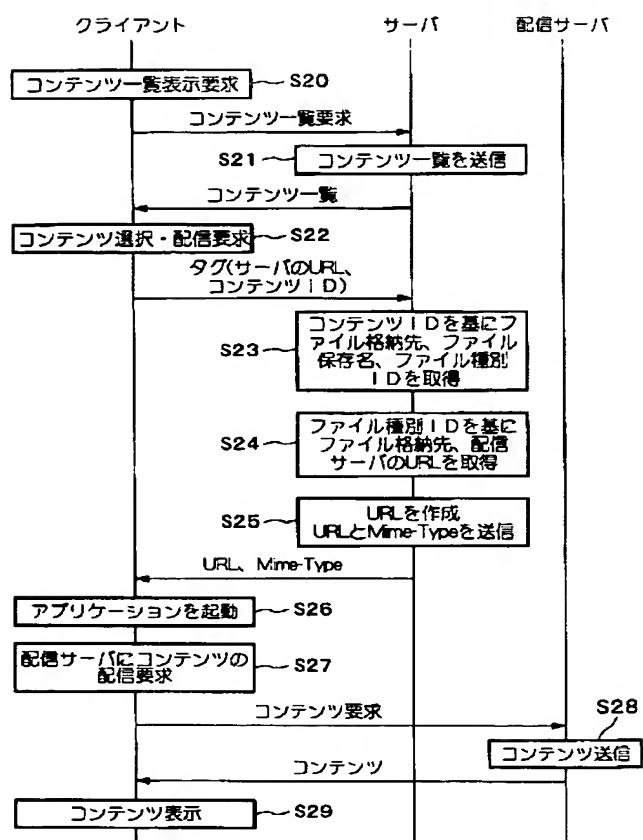 クライアント
サーバ
配信サーバ
コンテンツ一覧表示要求
S20
コンテンツ一覧要求
S21
コンテンツ一覧を送信
コンテンツ一覧
コンテンツ選択・配信要求
S22
タグ(サーバのURL、
コンテンツID)
S23
コンテンツIDを基にフ
ァイル格納先、ファイル
保存名、ファイル種別
IDを取得
S24
ファイル種別IDを基に
ファイル格納先、配信
サーバのURLを取得
S25
URLを作成
URLとMime-Typeを送信
URL、Mime-Type
アプリケーションを起動
S26
配信サーバにコンテンツの
配信要求
S27
コンテンツ要求
S28
コンテンツ送信
コンテンツ
コンテンツ表示
S29